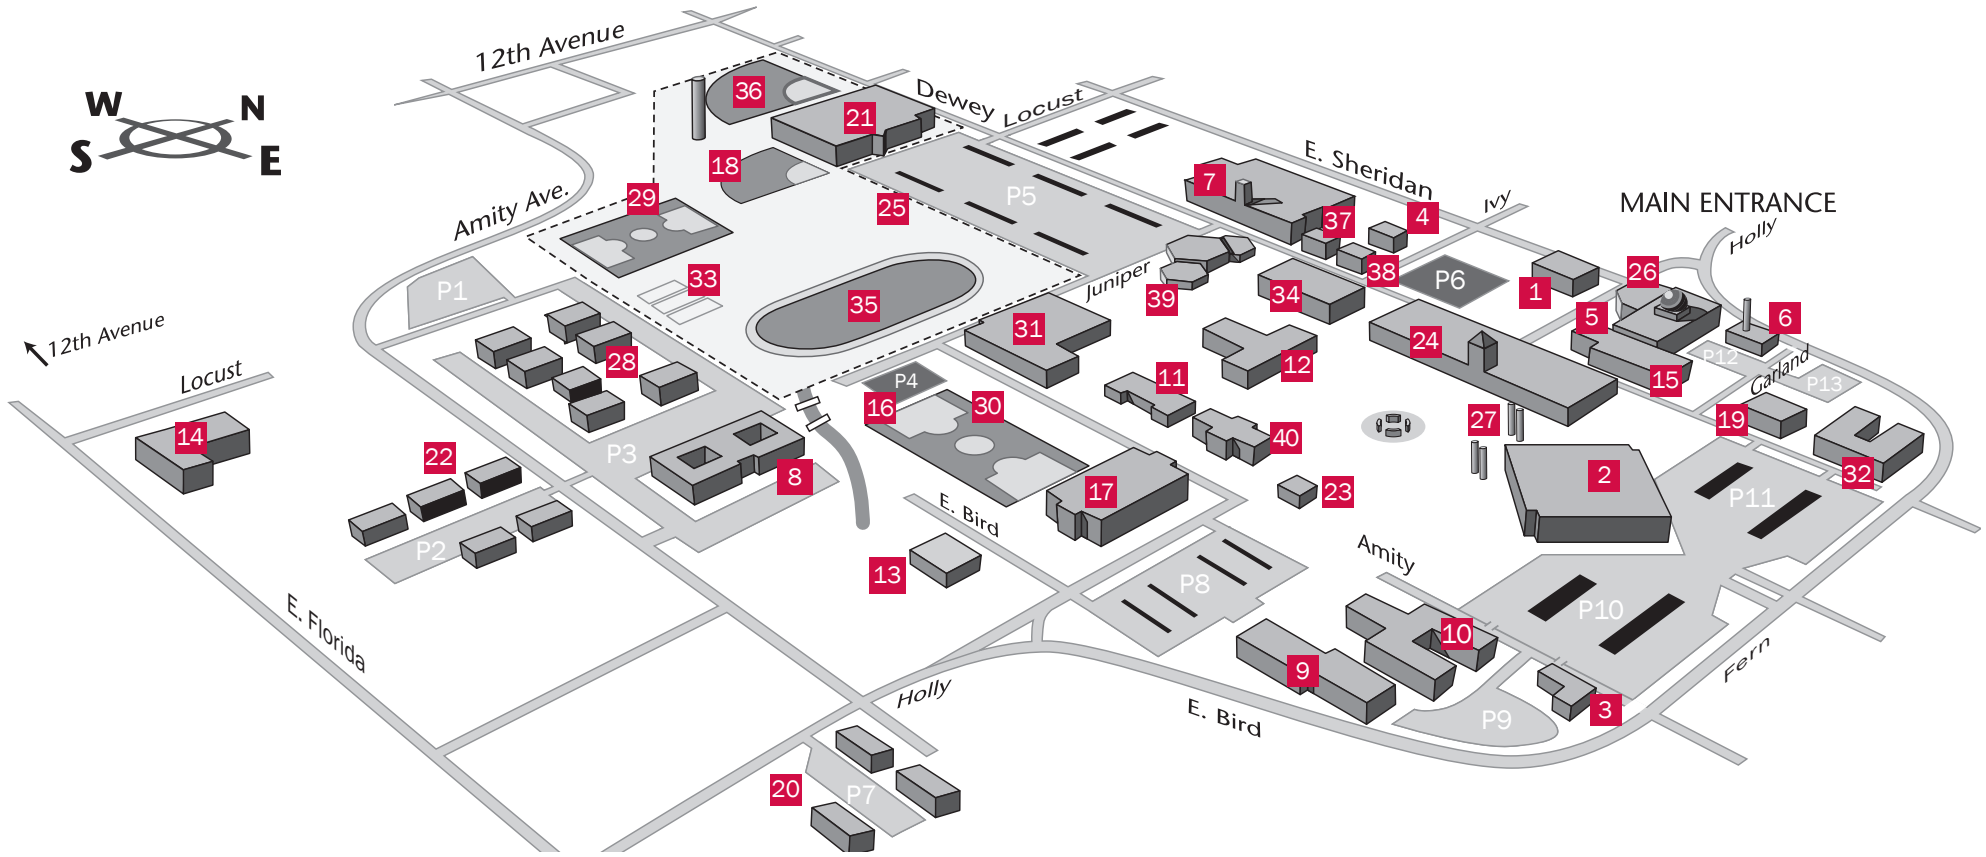 12th Avenue
W
N
S
E
36
21
Dewey
Locust
18
P5
25
29
Amity Ave.
7
E. Sheridan
37
4
Ivy
MAIN ENTRANCE
Holly
33
P1
35
Juniper
39
34
38
P6
1
26
5
6
24
15
P12
Garland
P13
31
12
11
12th Avenue
28
P4
16
30
40
27
19
32
Locust
14
22
P3
8
17
23
2
P11
E. Bird
P2
13
P8
Amity
P10
E. Florida
10
9
3
P9
Fern
Holly
E. Bird
20
P7